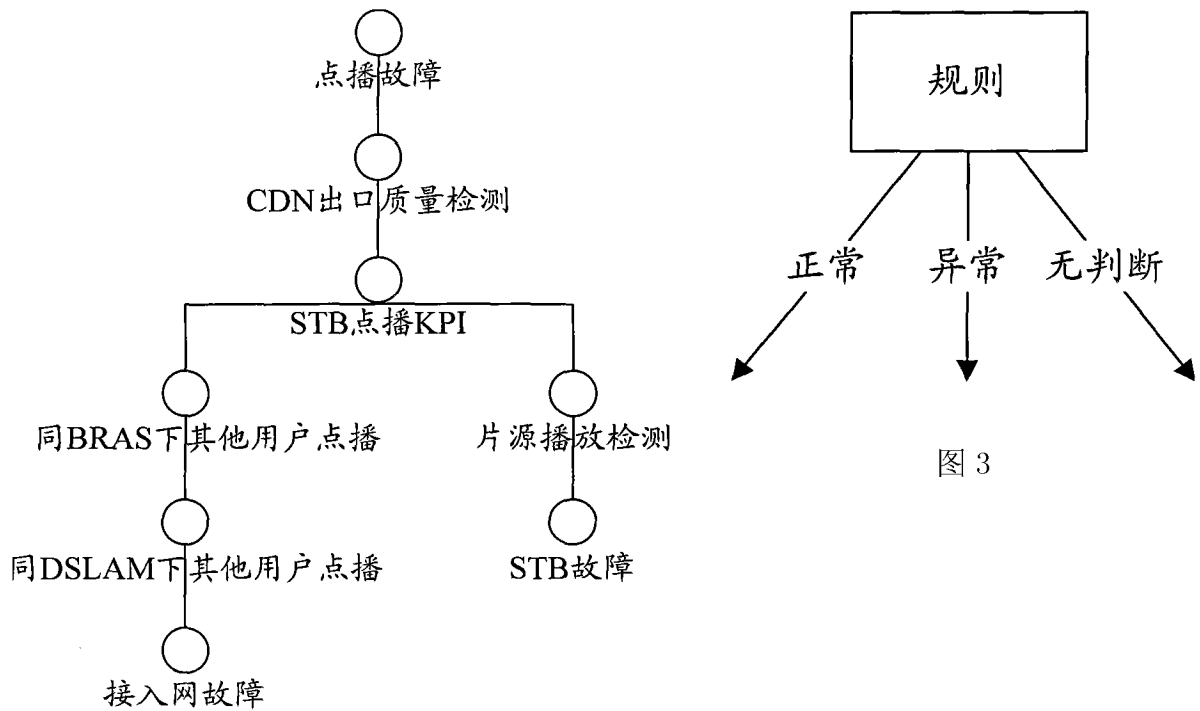 点播故障
CDN出口质量检测
STB点播KPI
同BRAS下其他用户点播
片源播放检测
同DSLAM下其他用户点播
STB故障
接入网故障
规则
正常
异常
无判断
图 3